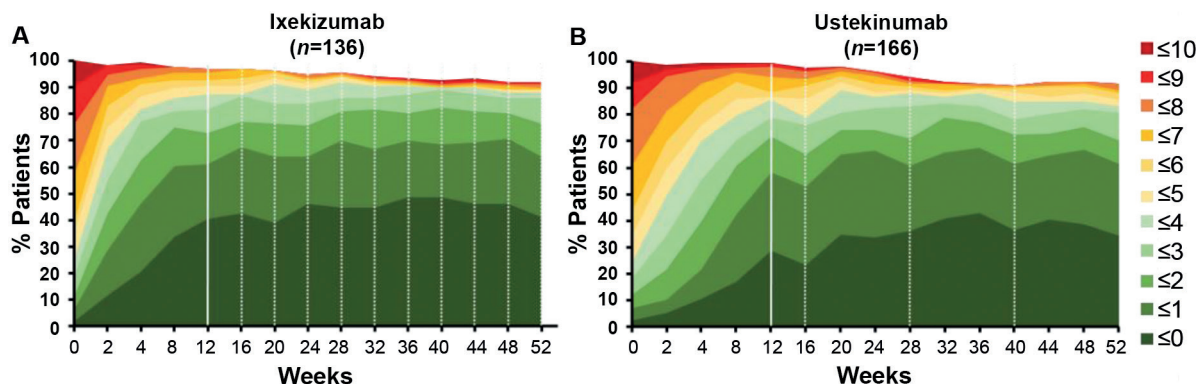 A
Ixekizumab
(n=136)
% Patients
100
90
80
70
60
50
40
30
20
10
0
0 2 4 8 12 16 20 24 28 32 36 40 44 48 52
Weeks
B
Ustekinumab
(n=166)
% Patients
100
90
80
70
60
50
40
30
20
10
0
0 2 4 8 12 16 20 24 28 32 36 40 44 48 52
Weeks
≤10
≤9
≤8
≤7
≤6
≤5
≤4
≤3
≤2
≤1
≤0